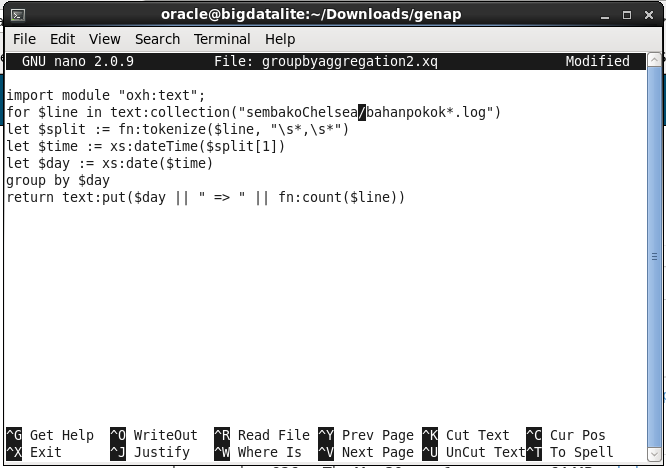 oracle@bigdatalite:~/Downloads/genap
File Edit View Search Terminal Help
GNU nano 2.0.9 File: groupbyaggregation2.xq Modified
import module "oxh:text";
for $line in text:collection("sembakoChelsea/bahanpokok*.log")
let $split := fn:tokenize($line, "\s*,\s*")
let $time := xs:dateTime($split[1])
let $day := xs:date($time)
group by $day
return text:put($day || " => " || fn:count($line))
^G Get Help ^O WriteOut ^R Read File ^Y Prev Page ^K Cut Text ^C Cur Pos
^X Exit ^J Justify ^W Where Is ^V Next Page ^U UnCut Text ^T To Spell